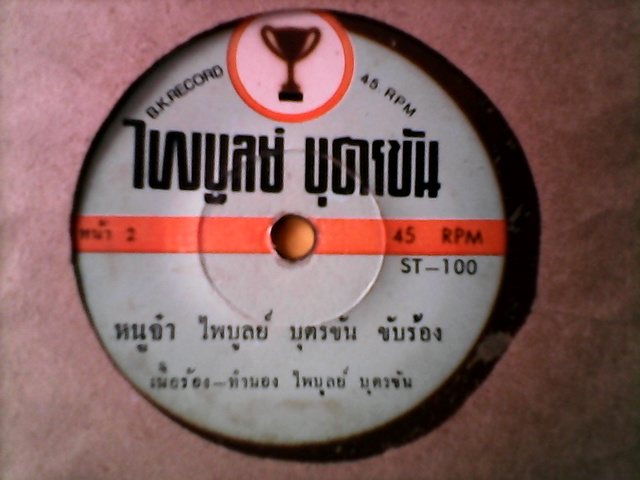 B.K.RECORD
45 RPM
ไพบูลย์ บุตรขัน
หน้า 2
45 RPM
ST-100
หนูจ๋า ไพบูลย์ บุตรขัน ขับร้อง
เนื้อร้อง-ทำนอง ไพบูลย์ บุตรขัน